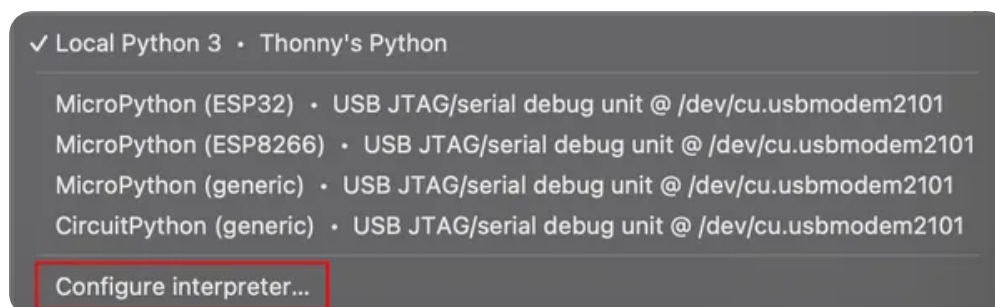 ✓ Local Python 3 • Thonny's Python
MicroPython (ESP32) • USB JTAG/serial debug unit @ /dev/cu.usbmodem2101
MicroPython (ESP8266) • USB JTAG/serial debug unit @ /dev/cu.usbmodem2101
MicroPython (generic) • USB JTAG/serial debug unit @ /dev/cu.usbmodem2101
CircuitPython (generic) • USB JTAG/serial debug unit @ /dev/cu.usbmodem2101
Configure interpreter...